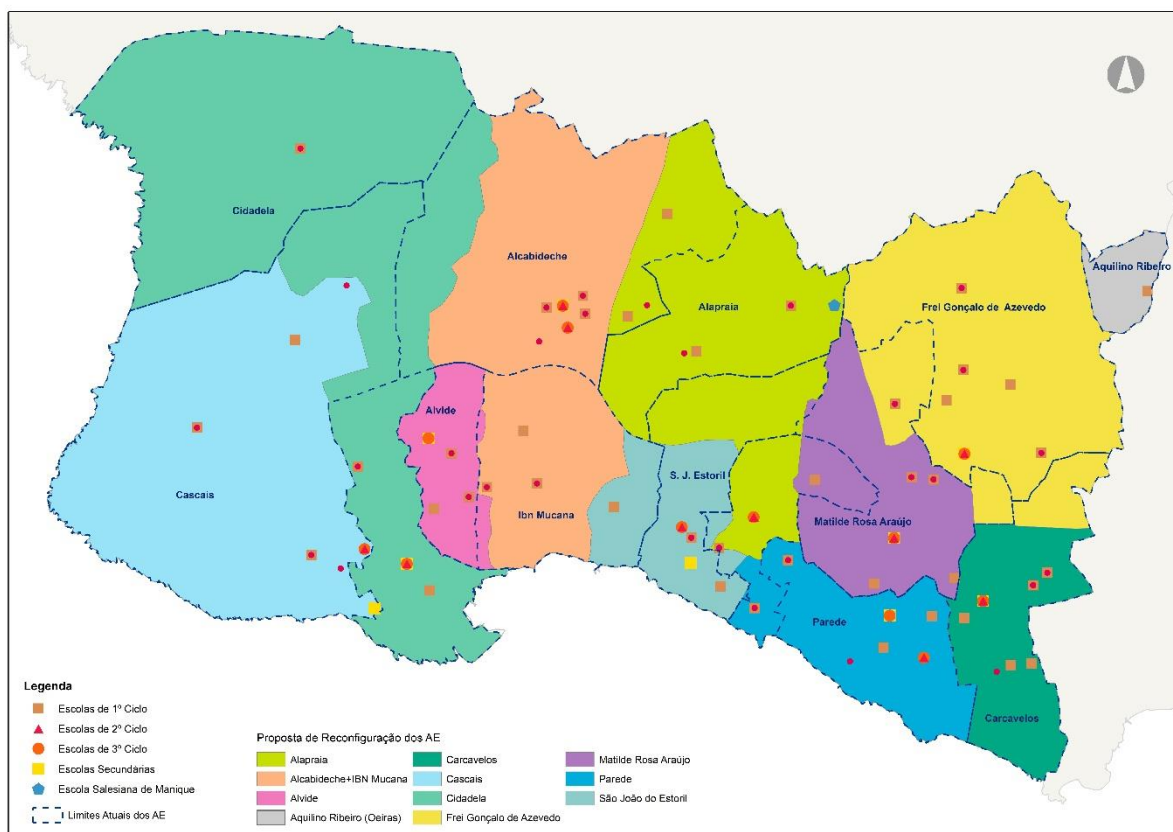 Cidadela
Alcabideche
Aquilino Ribeiro
Alapraia
Frei Gonçalo de Azevedo
Alvide
Cascais
S. J. Estoril
Ibn Mucana
Matilde Rosa Araújo
Parede
Carcavelos
Legenda
Escolas de 1º Ciclo
Escolas de 2º Ciclo
Escolas de 3º Ciclo
Escolas Secundárias
Escola Salesiana de Manique
Limites Atuais dos AE
Proposta de Reconfiguração dos AE
Alapraia
Alcabideche+IBN Mucana
Alvide
Aquilino Ribeiro (Oeiras)
Carcavelos
Cascais
Cidadela
Frei Gonçalo de Azevedo
Matilde Rosa Araújo
Parede
São João do Estoril